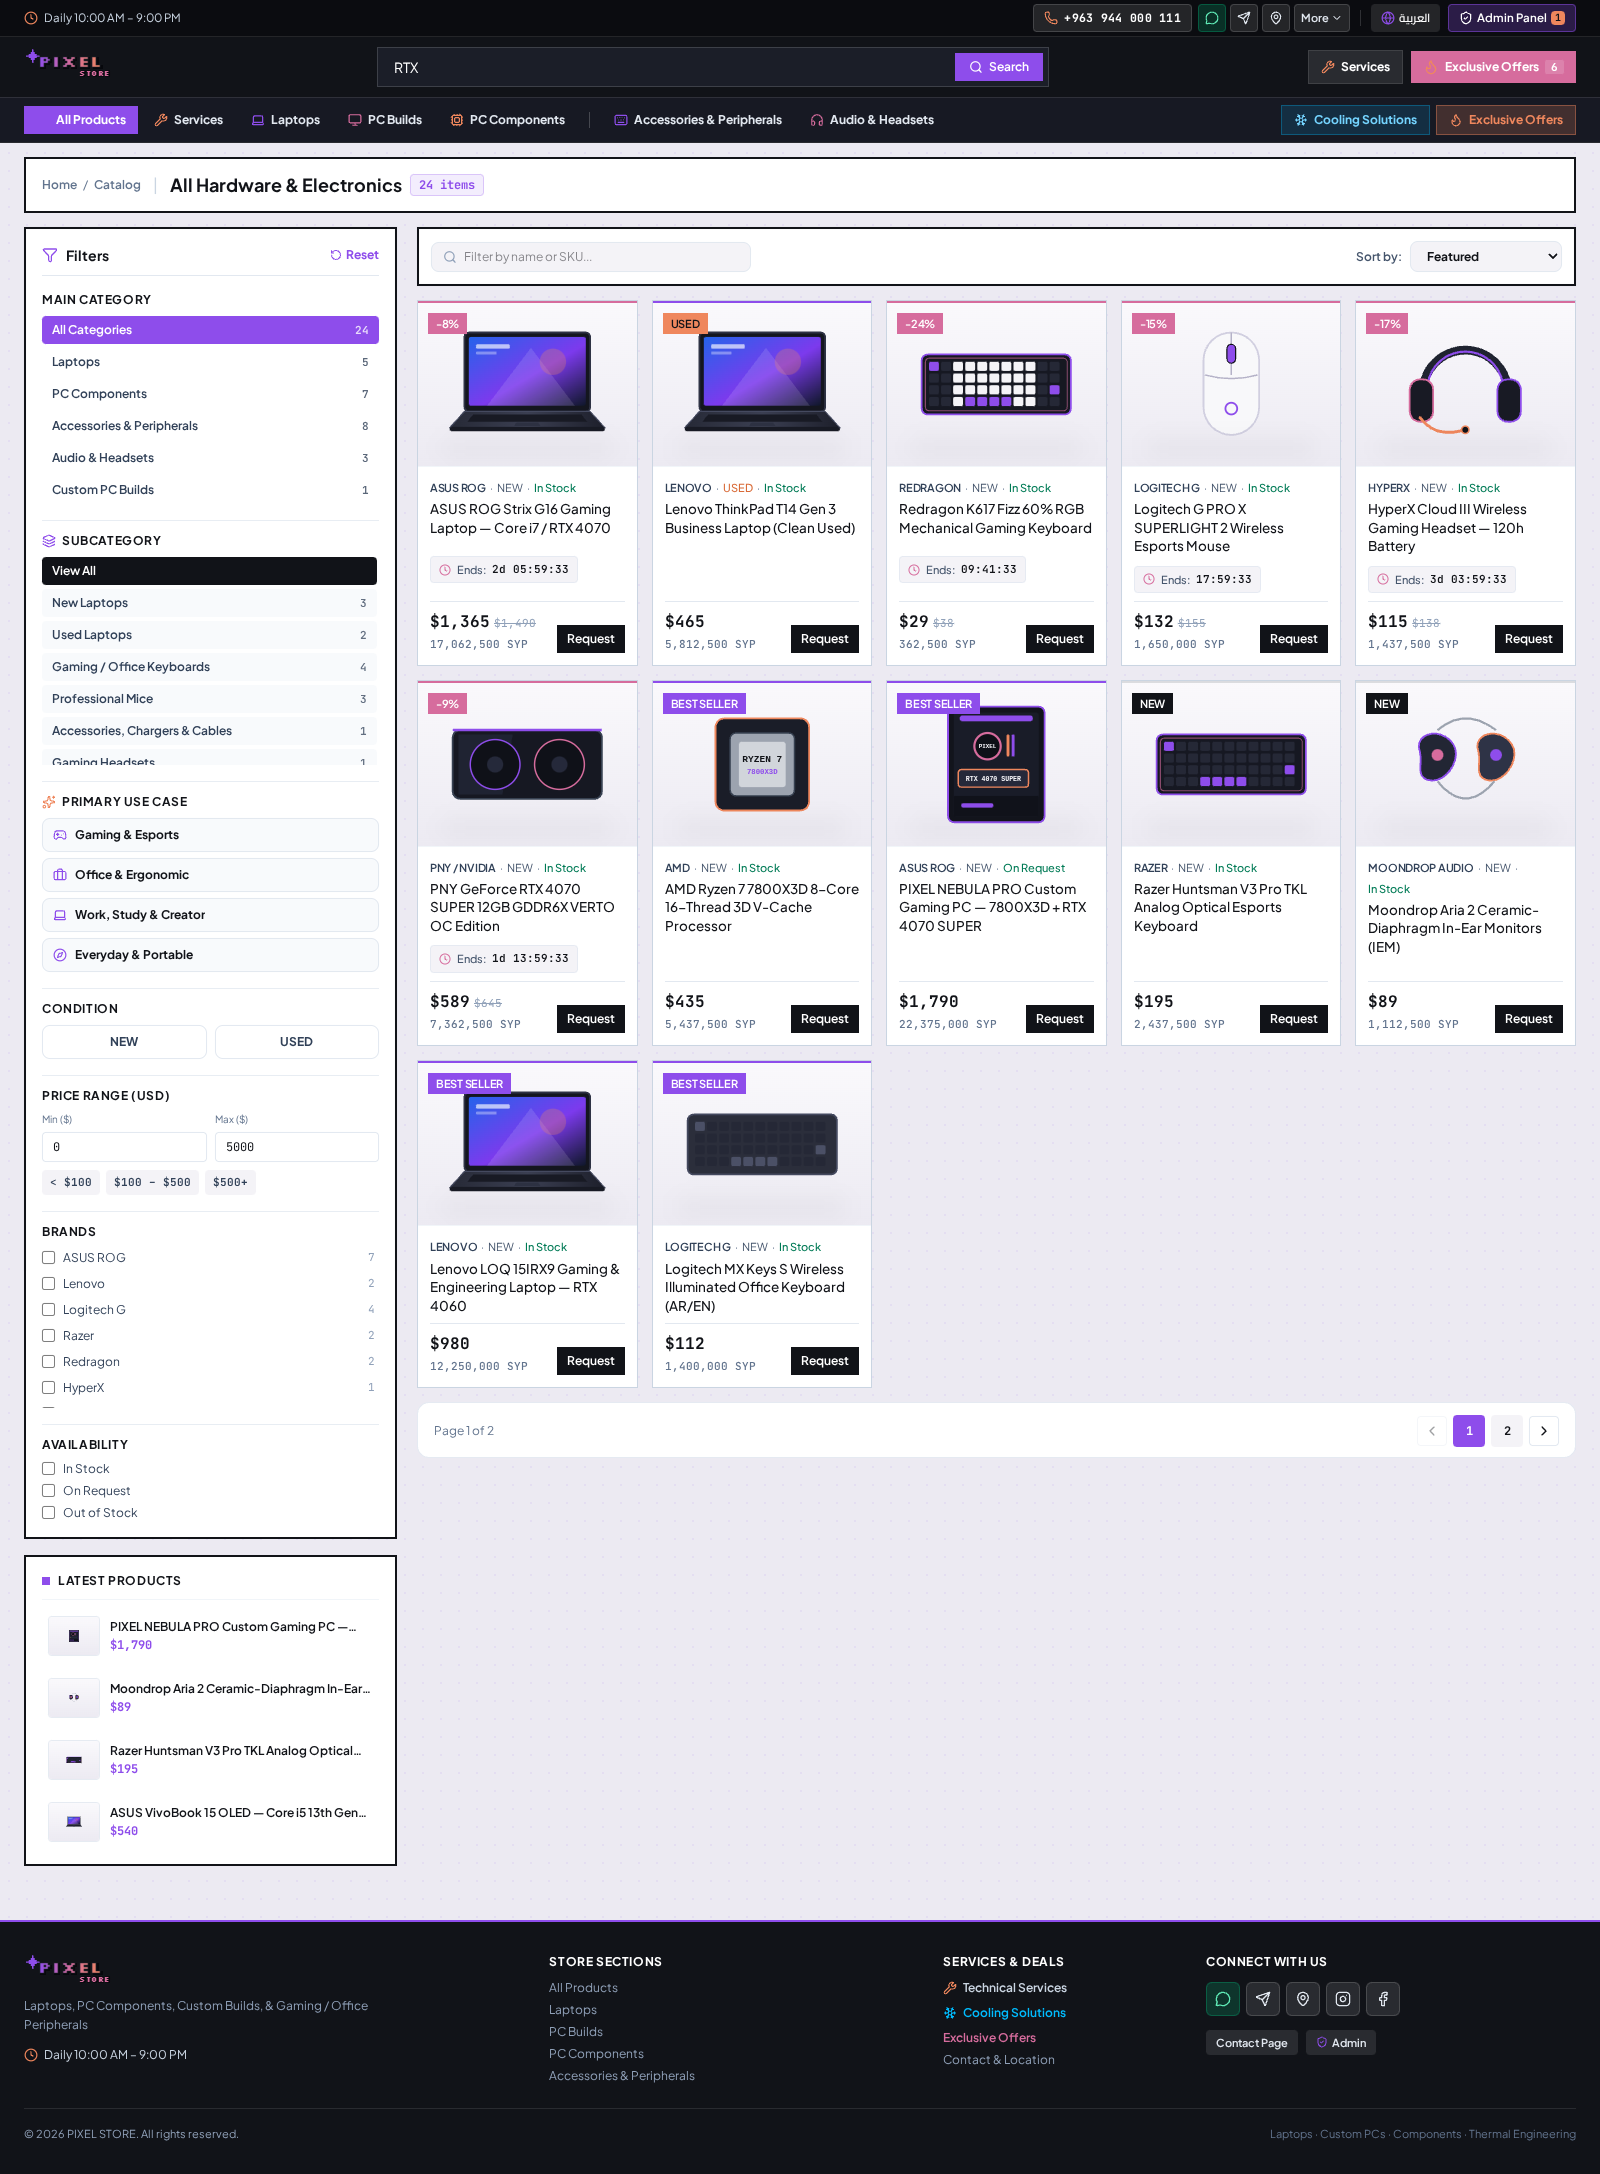 Daily 10:00 AM – 9:00 PM
+963 944 000 111
More
العربية
Admin Panel 1
PIXEL
STORE
RTX
Search
Services
Exclusive Offers 6
All Products
Services
Laptops
PC Builds
PC Components
Accessories & Peripherals
Audio & Headsets
Cooling Solutions
Exclusive Offers
Home / Catalog
All Hardware & Electronics
24 items
Filters
Reset
MAIN CATEGORY
All Categories 24
Laptops 5
PC Components 7
Accessories & Peripherals 8
Audio & Headsets 3
Custom PC Builds 1
SUBCATEGORY
View All
New Laptops 3
Used Laptops 2
Gaming / Office Keyboards 4
Professional Mice 3
Accessories, Chargers & Cables 1
Gaming Headsets 1
PRIMARY USE CASE
Gaming & Esports
Office & Ergonomic
Work, Study & Creator
Everyday & Portable
CONDITION
NEW
USED
PRICE RANGE (USD)
Min ($)
Max ($)
0
5000
< $100
$100 – $500
$500+
BRANDS
ASUS ROG 7
Lenovo 2
Logitech G 4
Razer 2
Redragon 2
HyperX 1
AVAILABILITY
In Stock
On Request
Out of Stock
LATEST PRODUCTS
PIXEL NEBULA PRO Custom Gaming PC —...
$1,790
Moondrop Aria 2 Ceramic-Diaphragm In-Ear...
$89
Razer Huntsman V3 Pro TKL Analog Optical...
$195
ASUS VivoBook 15 OLED — Core i5 13th Gen...
$540
Filter by name or SKU...
Sort by:
Featured
-8%
ASUS ROG · NEW · In Stock
ASUS ROG Strix G16 Gaming
Laptop — Core i7 / RTX 4070
Ends: 2d 05:59:33
$1,365 $1,490
17,062,500 SYP
Request
USED
LENOVO · USED · In Stock
Lenovo ThinkPad T14 Gen 3
Business Laptop (Clean Used)
$465
5,812,500 SYP
Request
-24%
REDRAGON · NEW · In Stock
Redragon K617 Fizz 60% RGB
Mechanical Gaming Keyboard
Ends: 09:41:33
$29 $38
362,500 SYP
Request
-15%
LOGITECH G · NEW · In Stock
Logitech G PRO X
SUPERLIGHT 2 Wireless
Esports Mouse
Ends: 17:59:33
$132 $155
1,650,000 SYP
Request
-17%
HYPERX · NEW · In Stock
HyperX Cloud III Wireless
Gaming Headset — 120h
Battery
Ends: 3d 03:59:33
$115 $138
1,437,500 SYP
Request
-9%
PNY / NVIDIA · NEW · In Stock
PNY GeForce RTX 4070
SUPER 12GB GDDR6X VERTO
OC Edition
Ends: 1d 13:59:33
$589 $645
7,362,500 SYP
Request
BEST SELLER
RYZEN 7
7800X3D
AMD · NEW · In Stock
AMD Ryzen 7 7800X3D 8-Core
16-Thread 3D V-Cache
Processor
$435
5,437,500 SYP
Request
BEST SELLER
PIXEL
RTX 4070 SUPER
ASUS ROG · NEW · On Request
PIXEL NEBULA PRO Custom
Gaming PC — 7800X3D + RTX
4070 SUPER
$1,790
22,375,000 SYP
Request
NEW
RAZER · NEW · In Stock
Razer Huntsman V3 Pro TKL
Analog Optical Esports
Keyboard
$195
2,437,500 SYP
Request
NEW
MOONDROP AUDIO · NEW ·
In Stock
Moondrop Aria 2 Ceramic-
Diaphragm In-Ear Monitors
(IEM)
$89
1,112,500 SYP
Request
BEST SELLER
LENOVO · NEW · In Stock
Lenovo LOQ 15IRX9 Gaming &
Engineering Laptop — RTX
4060
$980
12,250,000 SYP
Request
BEST SELLER
LOGITECH G · NEW · In Stock
Logitech MX Keys S Wireless
Illuminated Office Keyboard
(AR/EN)
$112
1,400,000 SYP
Request
Page 1 of 2
1
2
PIXEL
STORE
Laptops, PC Components, Custom Builds, & Gaming / Office
Peripherals
Daily 10:00 AM – 9:00 PM
STORE SECTIONS
All Products
Laptops
PC Builds
PC Components
Accessories & Peripherals
SERVICES & DEALS
Technical Services
Cooling Solutions
Exclusive Offers
Contact & Location
CONNECT WITH US
Contact Page
Admin
© 2026 PIXEL STORE. All rights reserved.
Laptops · Custom PCs · Components · Thermal Engineering